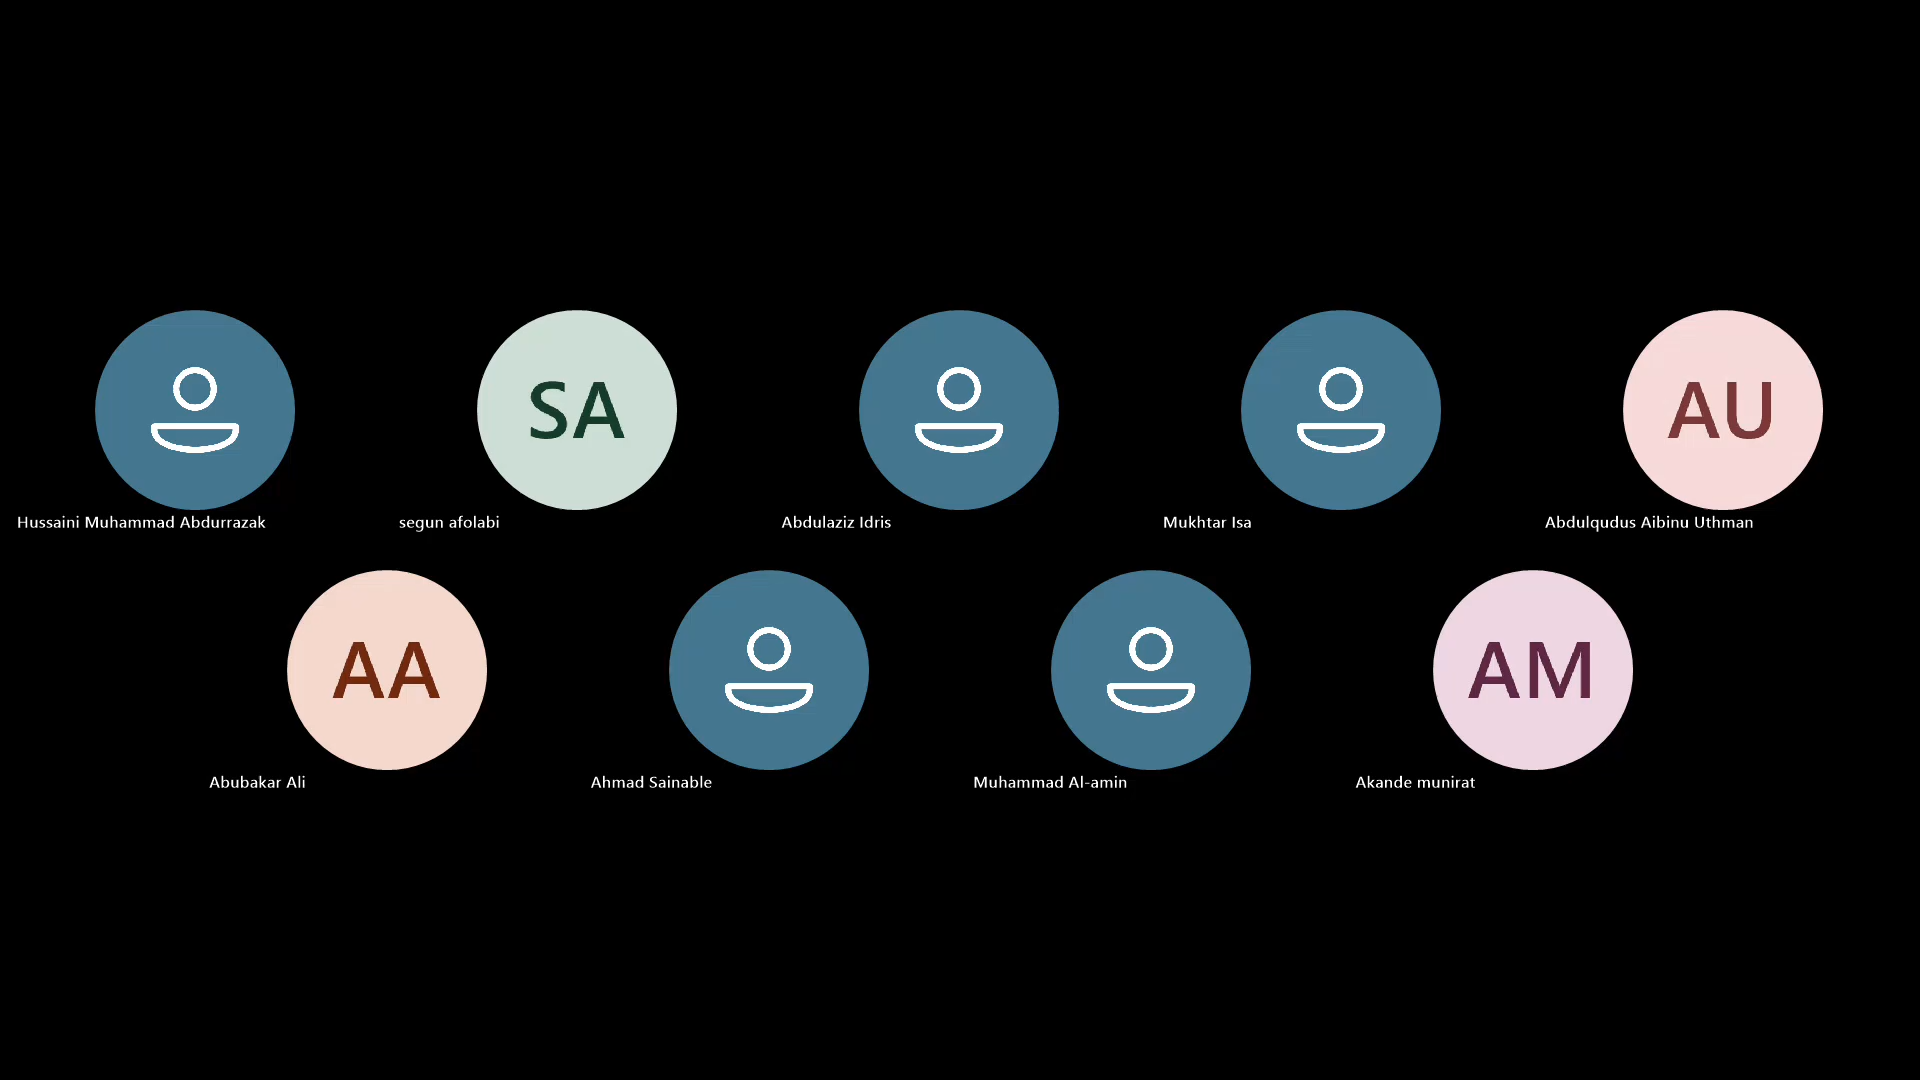 SA
AU
Hussaini Muhammad Abdurrazak
segun afolabi
Abdulaziz Idris
Mukhtar Isa
Abdulqudus Aibinu Uthman
AA
AM
Abubakar Ali
Ahmad Sainable
Muhammad Al-amin
Akande munirat